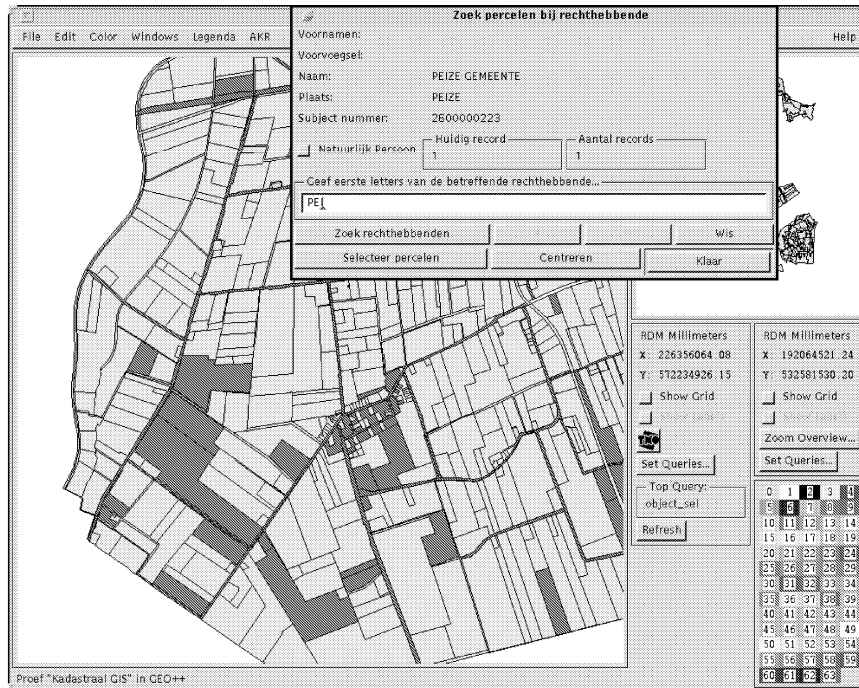 Zoek percelen bij rechthebbende
File Edit Color Windows Legenda AKR
Help
Voornamen:
Voorvoegsel:
Naam: PEIZE GEMEENTE
Plaats: PEIZE
Subject nummer: 2600000223
Natuurlijk Persoon
Huidig record
1
Aantal records
1
Geef eerste letters van de betreffende rechthebbende...
PEI
Zoek rechthebbenden
Wis
Selecteer percelen
Centreren
Klaar
RDM Millimeters
X: 226356064.08
Y: 572234926.15
Show Grid
Set Queries...
Top Query:
object_sel
Refresh
RDM Millimeters
X: 192064521.24
Y: 532581530.20
Show Grid
Zoom Overview...
Set Queries...
0 1 2 3 4
5 6 7 8 9
10 11 12 13 14
15 16 17 18 19
20 21 22 23 24
25 26 27 28 29
30 31 32 33 34
35 36 37 38 39
40 41 42 43 44
45 46 47 48 49
50 51 52 53 54
55 56 57 58 59
60 61 62 63
Proef "Kadastraal GIS" in GEO++